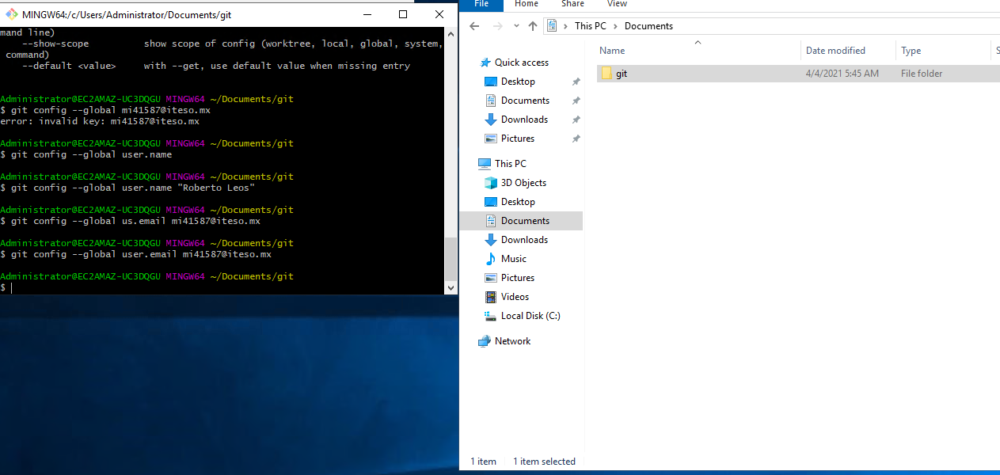 MINGW64:/c/Users/Administrator/Documents/git
mand line)
--show-scope show scope of config (worktree, local, global, system,
command)
--default <value> with --get, use default value when missing entry
Administrator@EC2AMAZ-UC3DQGU MINGW64 ~/Documents/git
$ git config --global mi41587@iteso.mx
error: invalid key: mi41587@iteso.mx
Administrator@EC2AMAZ-UC3DQGU MINGW64 ~/Documents/git
$ git config --global user.name
Administrator@EC2AMAZ-UC3DQGU MINGW64 ~/Documents/git
$ git config --global user.name "Roberto Leos"
Administrator@EC2AMAZ-UC3DQGU MINGW64 ~/Documents/git
$ git config --global us.email mi41587@iteso.mx
Administrator@EC2AMAZ-UC3DQGU MINGW64 ~/Documents/git
$ git config --global user.email mi41587@iteso.mx
Administrator@EC2AMAZ-UC3DQGU MINGW64 ~/Documents/git
$
File Home Share View
This PC > Documents
Name Date modified Type S
git 4/4/2021 5:45 AM File folder
Quick access
Desktop
Documents
Downloads
Pictures
This PC
3D Objects
Desktop
Documents
Downloads
Music
Pictures
Videos
Local Disk (C:)
Network
1 item 1 item selected